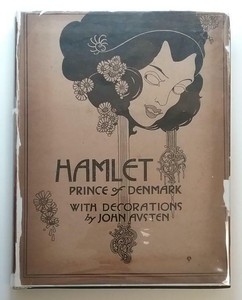 HAMLET
PRINCE of DENMARK
WITH DECORATIONS
by JOHN AVSTEN